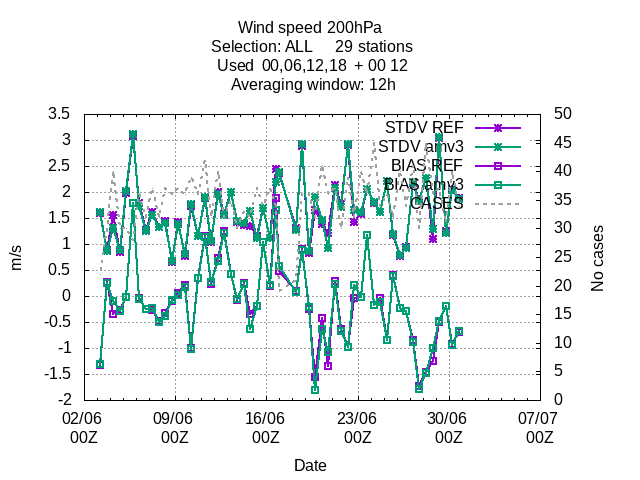 Wind speed 200hPa
Selection: ALL 29 stations
Used 00,06,12,18 + 00 12
Averaging window: 12h
STDV REF
STDV amv3
BIAS REF
BIAS amv3
CASES
3.5
3
2.5
2
1.5
1
0.5
0
-0.5
-1
-1.5
-2
m/s
50
45
40
35
30
25
20
15
10
5
0
No cases
02/06 09/06 16/06 23/06 30/06 07/07
00Z 00Z 00Z 00Z 00Z 00Z
Date